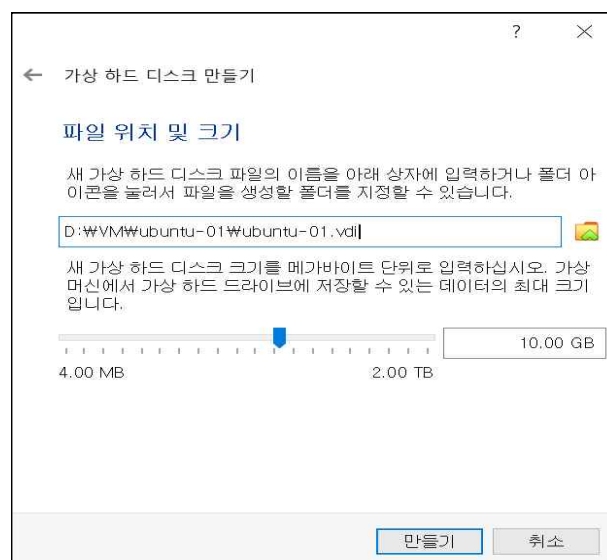 ?
가상 하드 디스크 만들기
파일 위치 및 크기
새 가상 하드 디스크 파일의 이름을 아래 상자에 입력하거나 폴더 아
이콘을 눌러서 파일을 생성할 폴더를 지정할 수 있습니다.
D:₩VM₩ubuntu-01₩ubuntu-01.vdi
새 가상 하드 디스크 크기를 메가바이트 단위로 입력하십시오. 가상
머신에서 가상 하드 드라이브에 저장할 수 있는 데이터의 최대 크기
입니다.
10.00 GB
4.00 MB 2.00 TB
만들기 취소